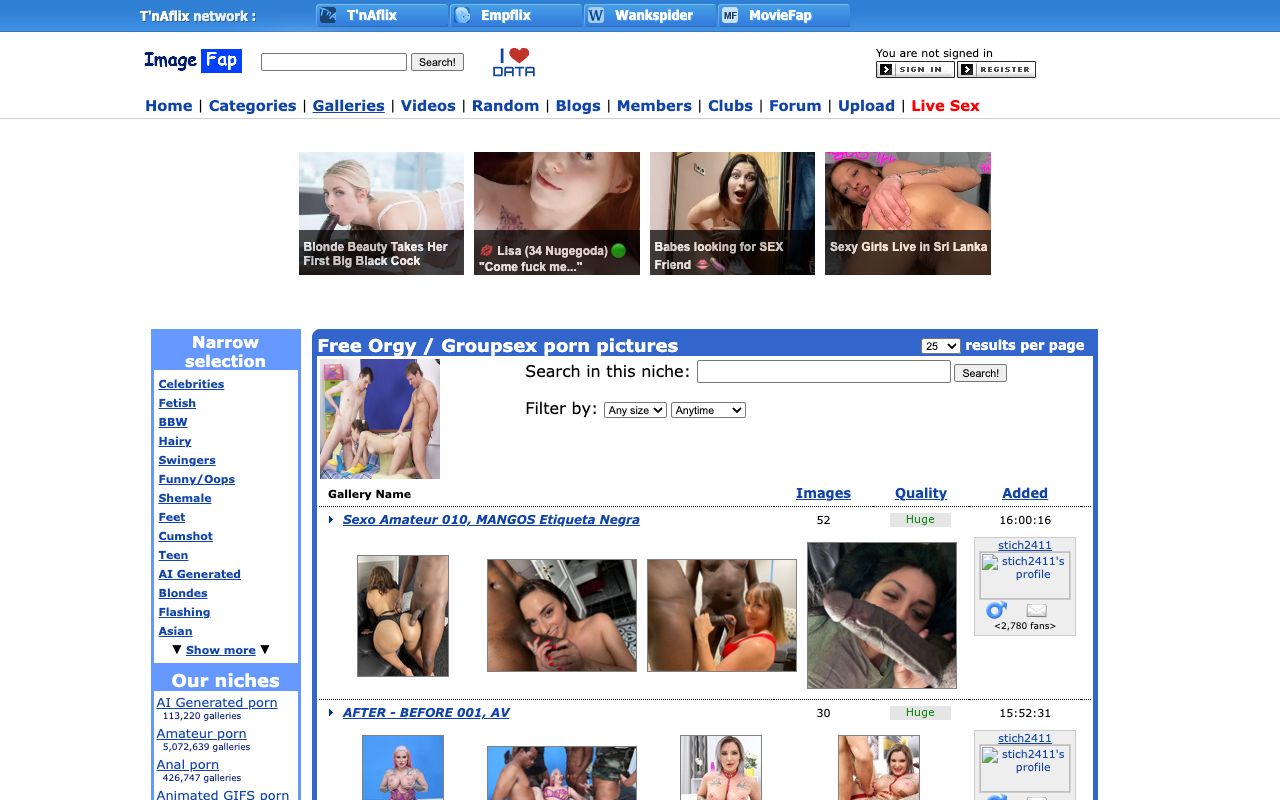 T'nAflix network :
T'nAflix
Empflix
W
Wankspider
MF
MovieFap
Image Fap
Search!
I
DATA
You are not signed in
SIGN IN
REGISTER
Home | Categories | Galleries | Videos | Random | Blogs | Members | Clubs | Forum | Upload | Live Sex
Blonde Beauty Takes Her
First Big Black Cock
💋 Lisa (34 Nugegoda) 🟢
"Come fuck me..."
Babes looking for SEX
Friend 👄🍆
Sexy Girls Live in Sri Lanka
Narrow
selection
Celebrities
Fetish
BBW
Hairy
Swingers
Funny/Oops
Shemale
Feet
Cumshot
Teen
AI Generated
Blondes
Flashing
Asian
▼ Show more ▼
Our niches
AI Generated porn
113,220 galleries
Amateur porn
5,072,639 galleries
Anal porn
426,747 galleries
Animated GIFS porn
Free Orgy / Groupsex porn pictures
25 results per page
Search in this niche:
Search!
Filter by: Any size Anytime
Gallery Name Images Quality Added
Sexo Amateur 010, MANGOS Etiqueta Negra 52 Huge 16:00:16
stich2411
stich2411's
profile
<2,780 fans>
AFTER - BEFORE 001, AV 30 Huge 15:52:31
stich2411
stich2411's
profile